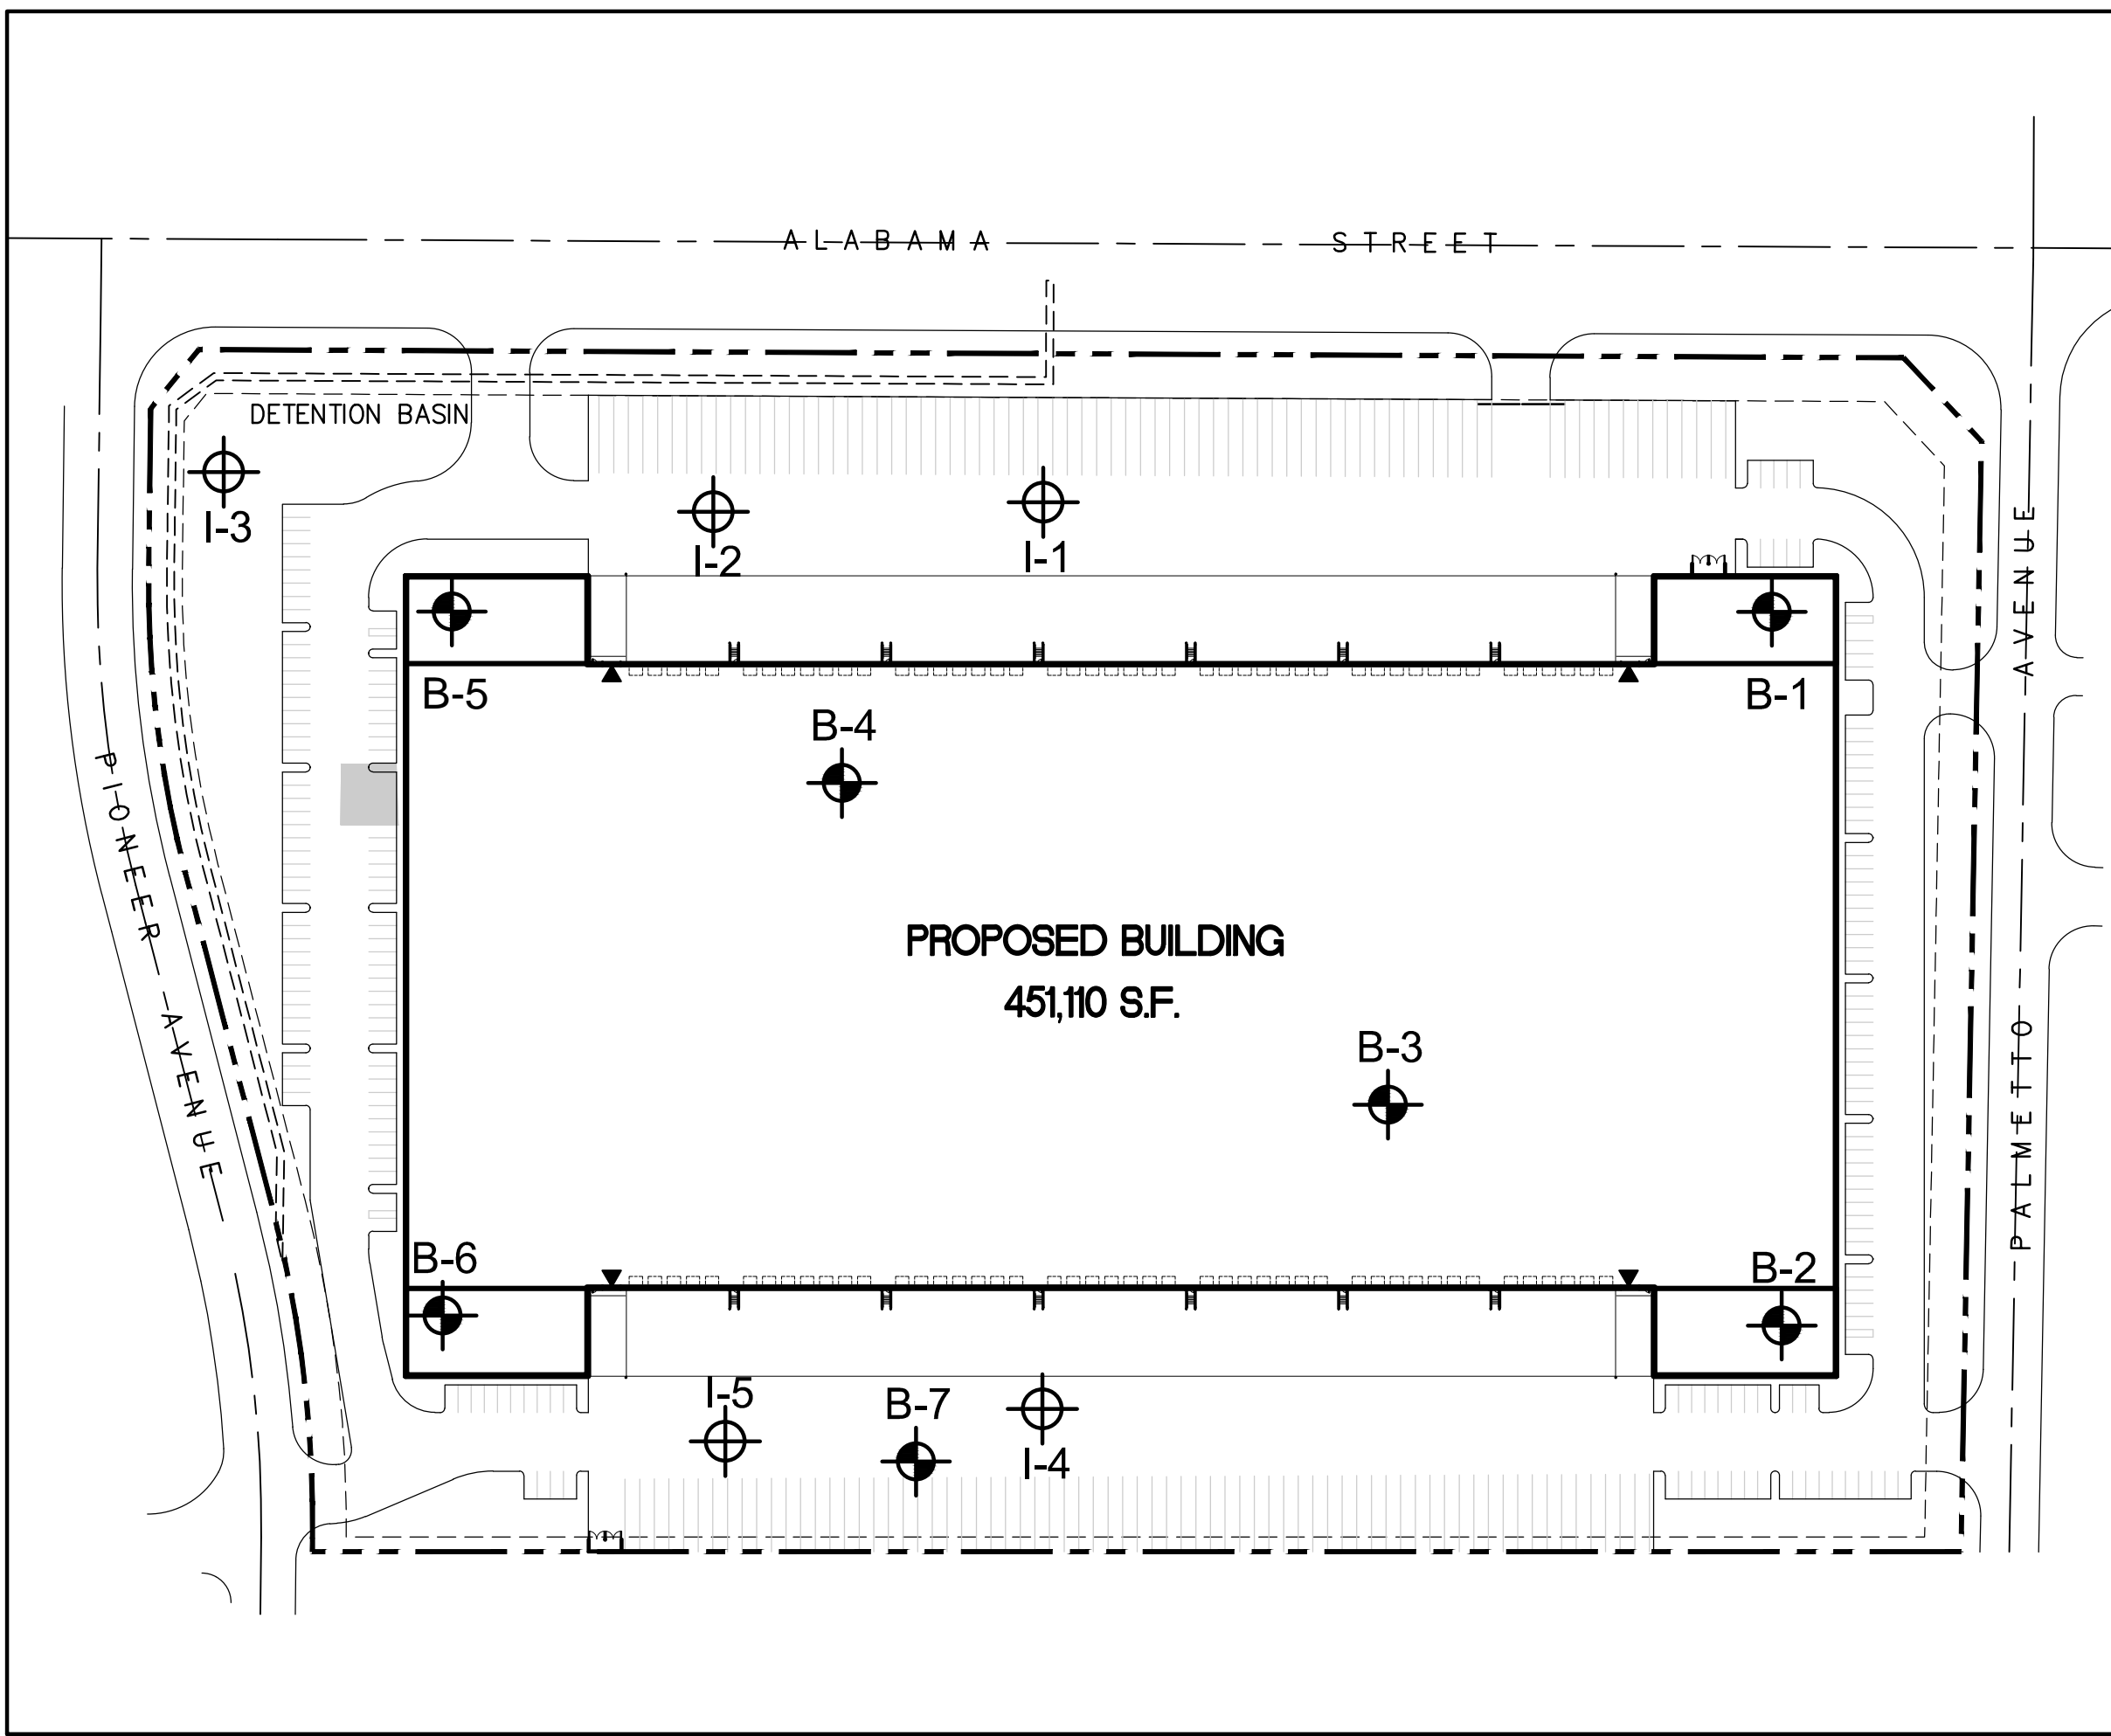 ALABAMA STREET
DETENTION BASIN
I-3
I-2
I-1
B-5
B-1
B-4
PIONEER AVENUE
PALMETTO AVENUE
PROPOSED BUILDING
451,110 S.F.
B-3
B-6
B-2
I-5
B-7
I-4